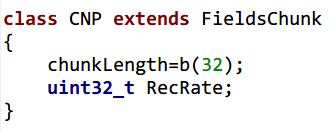 class CNP extends FieldsChunk
{
    chunkLength=b(32);
    uint32_t RecRate;
}